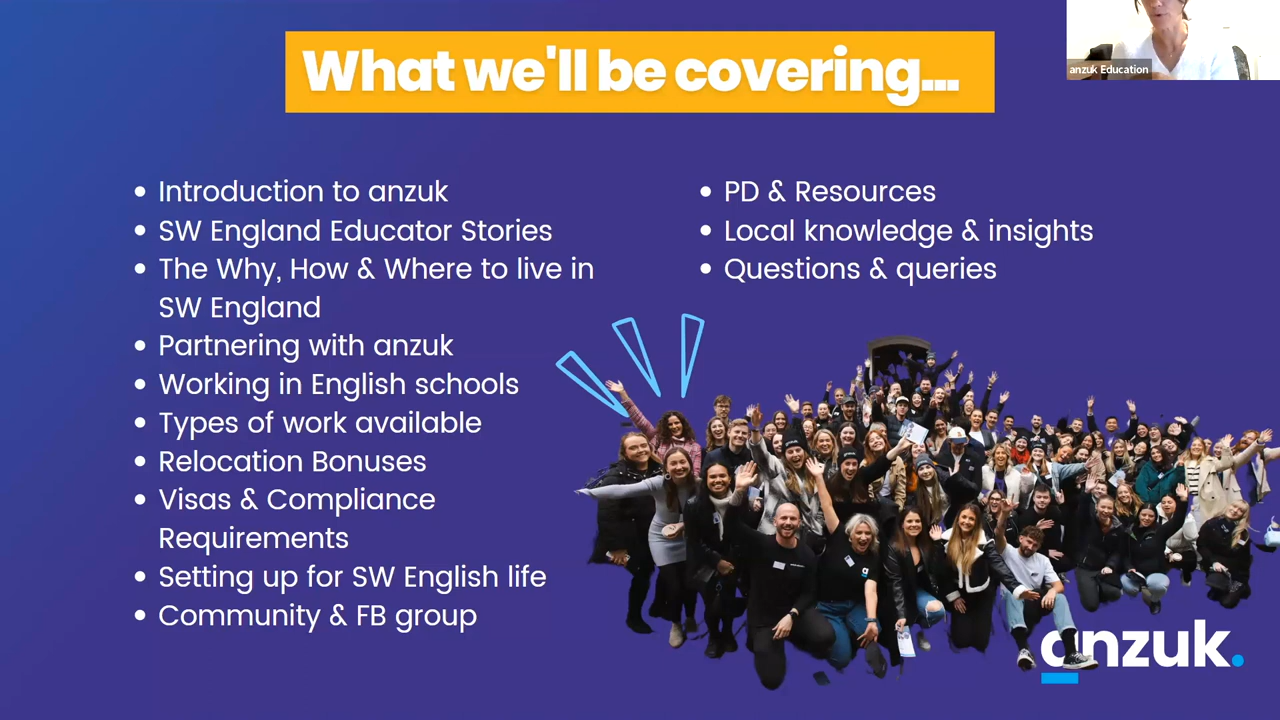 What we'll be covering...
anzuk Education
Introduction to anzuk
SW England Educator Stories
The Why, How & Where to live in
SW England
Partnering with anzuk
Working in English schools
Types of work available
Relocation Bonuses
Visas & Compliance
Requirements
Setting up for SW English life
Community & FB group
PD & Resources
Local knowledge & insights
Questions & queries
anzuk.